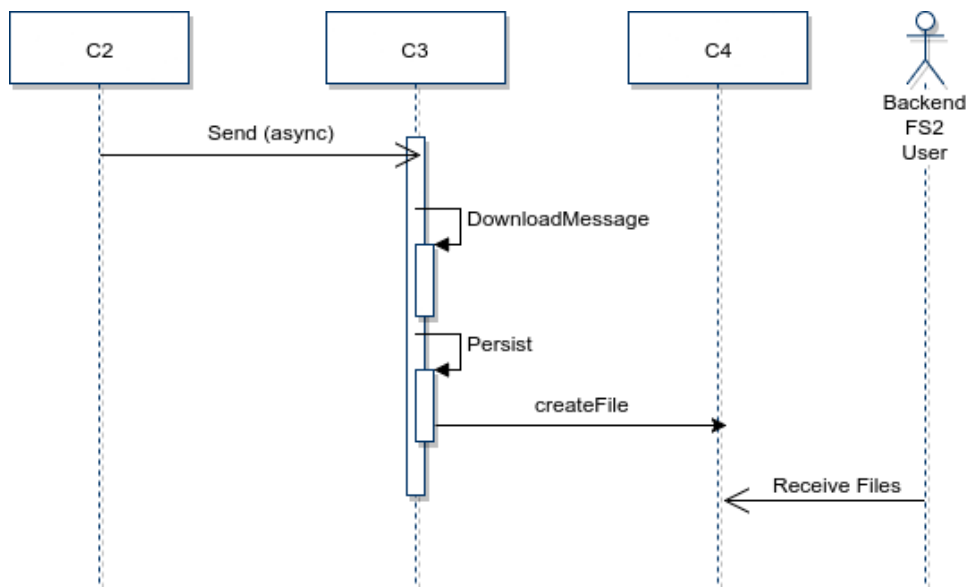 C2
C3
C4
Backend
FS2
User
Send (async)
DownloadMessage
Persist
createFile
Receive Files